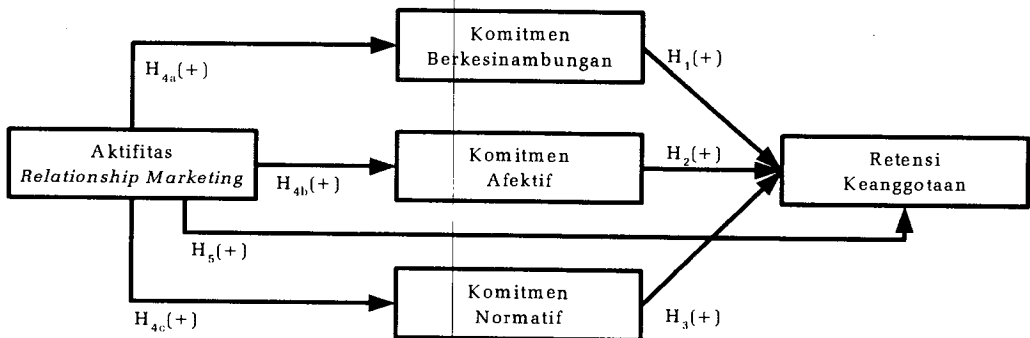 Komitmen
Berkesinambungan
H₁(+)
H₄ₐ(+)
Aktifitas
Relationship Marketing
H₄b(+)
Komitmen
Afektif
H₂(+)
Retensi
Keanggotaan
H₅(+)
Komitmen
Normatif
H₄c(+)
H₃(+)